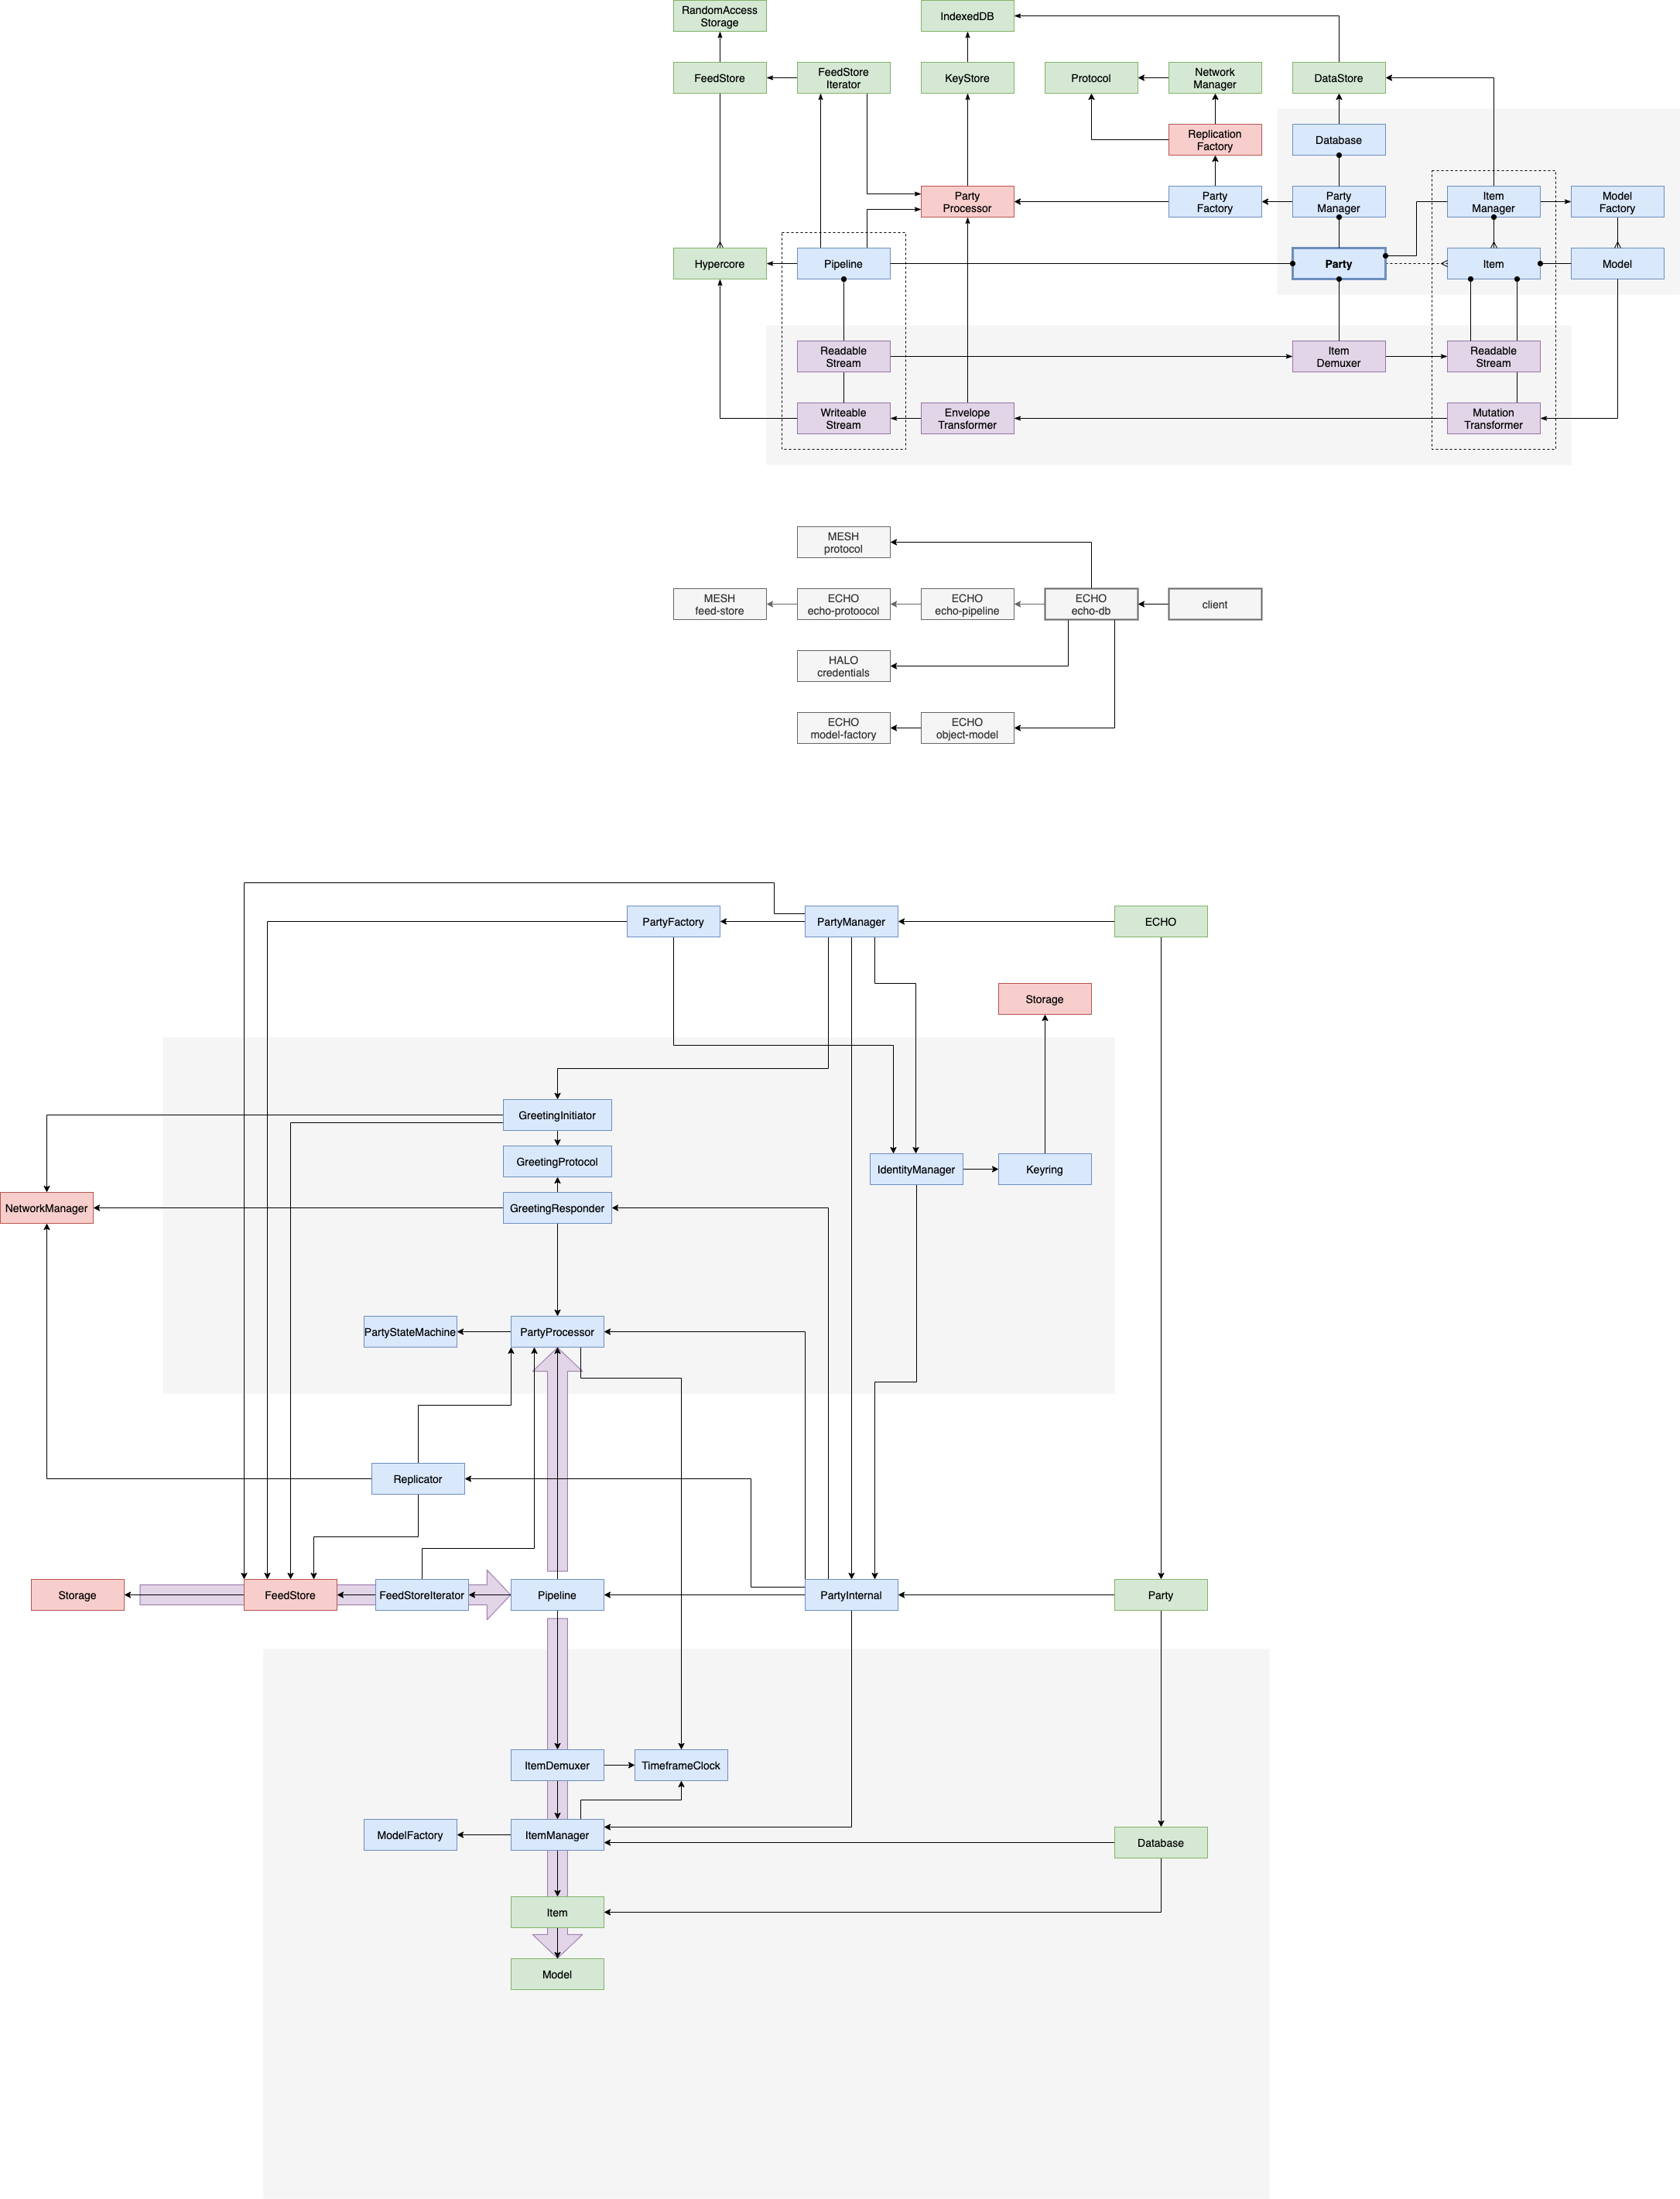 RandomAccess
Storage
IndexedDB
FeedStore
FeedStore
Iterator
KeyStore
Protocol
Network
Manager
DataStore
Replication
Factory
Database
Party
Processor
Party
Factory
Party
Manager
Item
Manager
Model
Factory
Hypercore
Pipeline
Party
Item
Model
Readable
Stream
Item
Demuxer
Readable
Stream
Writeable
Stream
Envelope
Transformer
Mutation
Transformer
MESH
protocol
MESH
feed-store
ECHO
echo-protoocol
ECHO
echo-pipeline
ECHO
echo-db
client
HALO
credentials
ECHO
model-factory
ECHO
object-model
PartyFactory
PartyManager
ECHO
Storage
GreetingInitiator
GreetingProtocol
IdentityManager
Keyring
NetworkManager
GreetingResponder
PartyStateMachine
PartyProcessor
Replicator
Storage
FeedStore
FeedStoreIterator
Pipeline
PartyInternal
Party
ItemDemuxer
TimeframeClock
ModelFactory
ItemManager
Database
Item
Model